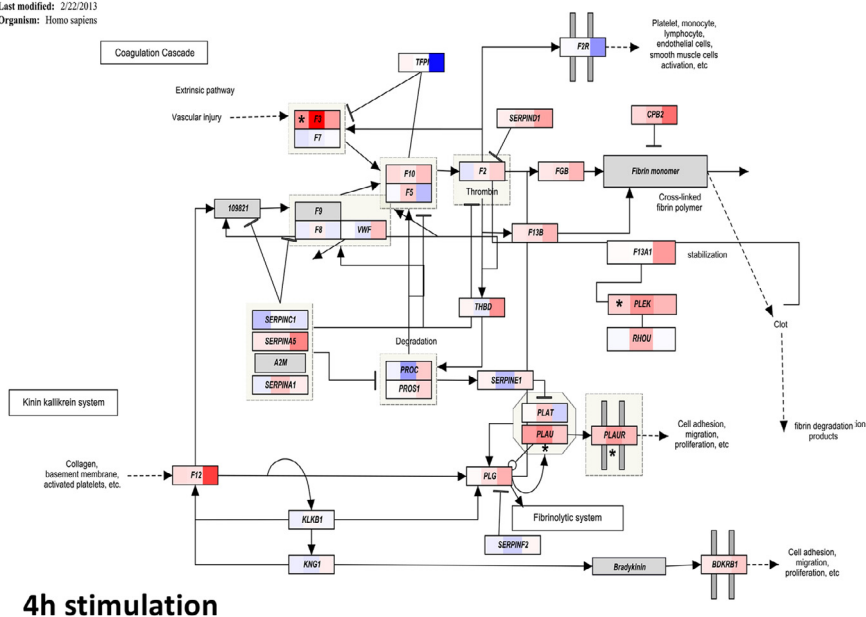 Last modified: 2/22/2013
Organism: Homo sapiens
Coagulation Cascade
Platelet, monocyte,
lymphocyte,
endothelial cells,
smooth muscle cells
activation, etc
F2R
TFPI
Extrinsic pathway
Vascular injury
* F3
F7
SERPIND1
CPB2
F10
F5
F2
Thrombin
FGB
Fibrin monomer
Cross-linked
fibrin polymer
109821
F9
F8
VWF
F13B
F13A1
stabilization
THBD
* PLEK
RHOU
Clot
SERPINC1
SERPINA5
A2M
SERPINA1
Degradation
PROC
PROS1
SERPINE1
Kinin kallikrein system
PLAT
PLAU
*
PLAUR
*
Cell adhesion,
migration,
proliferation, etc
fibrin degradation ion
products
Collagen,
basement membrane,
activated platelets, etc.
F12
PLG
KLKB1
Fibrinolytic system
SERPINF2
KNG1
Bradykinin
BDKRB1
Cell adhesion,
migration,
proliferation, etc
4h stimulation